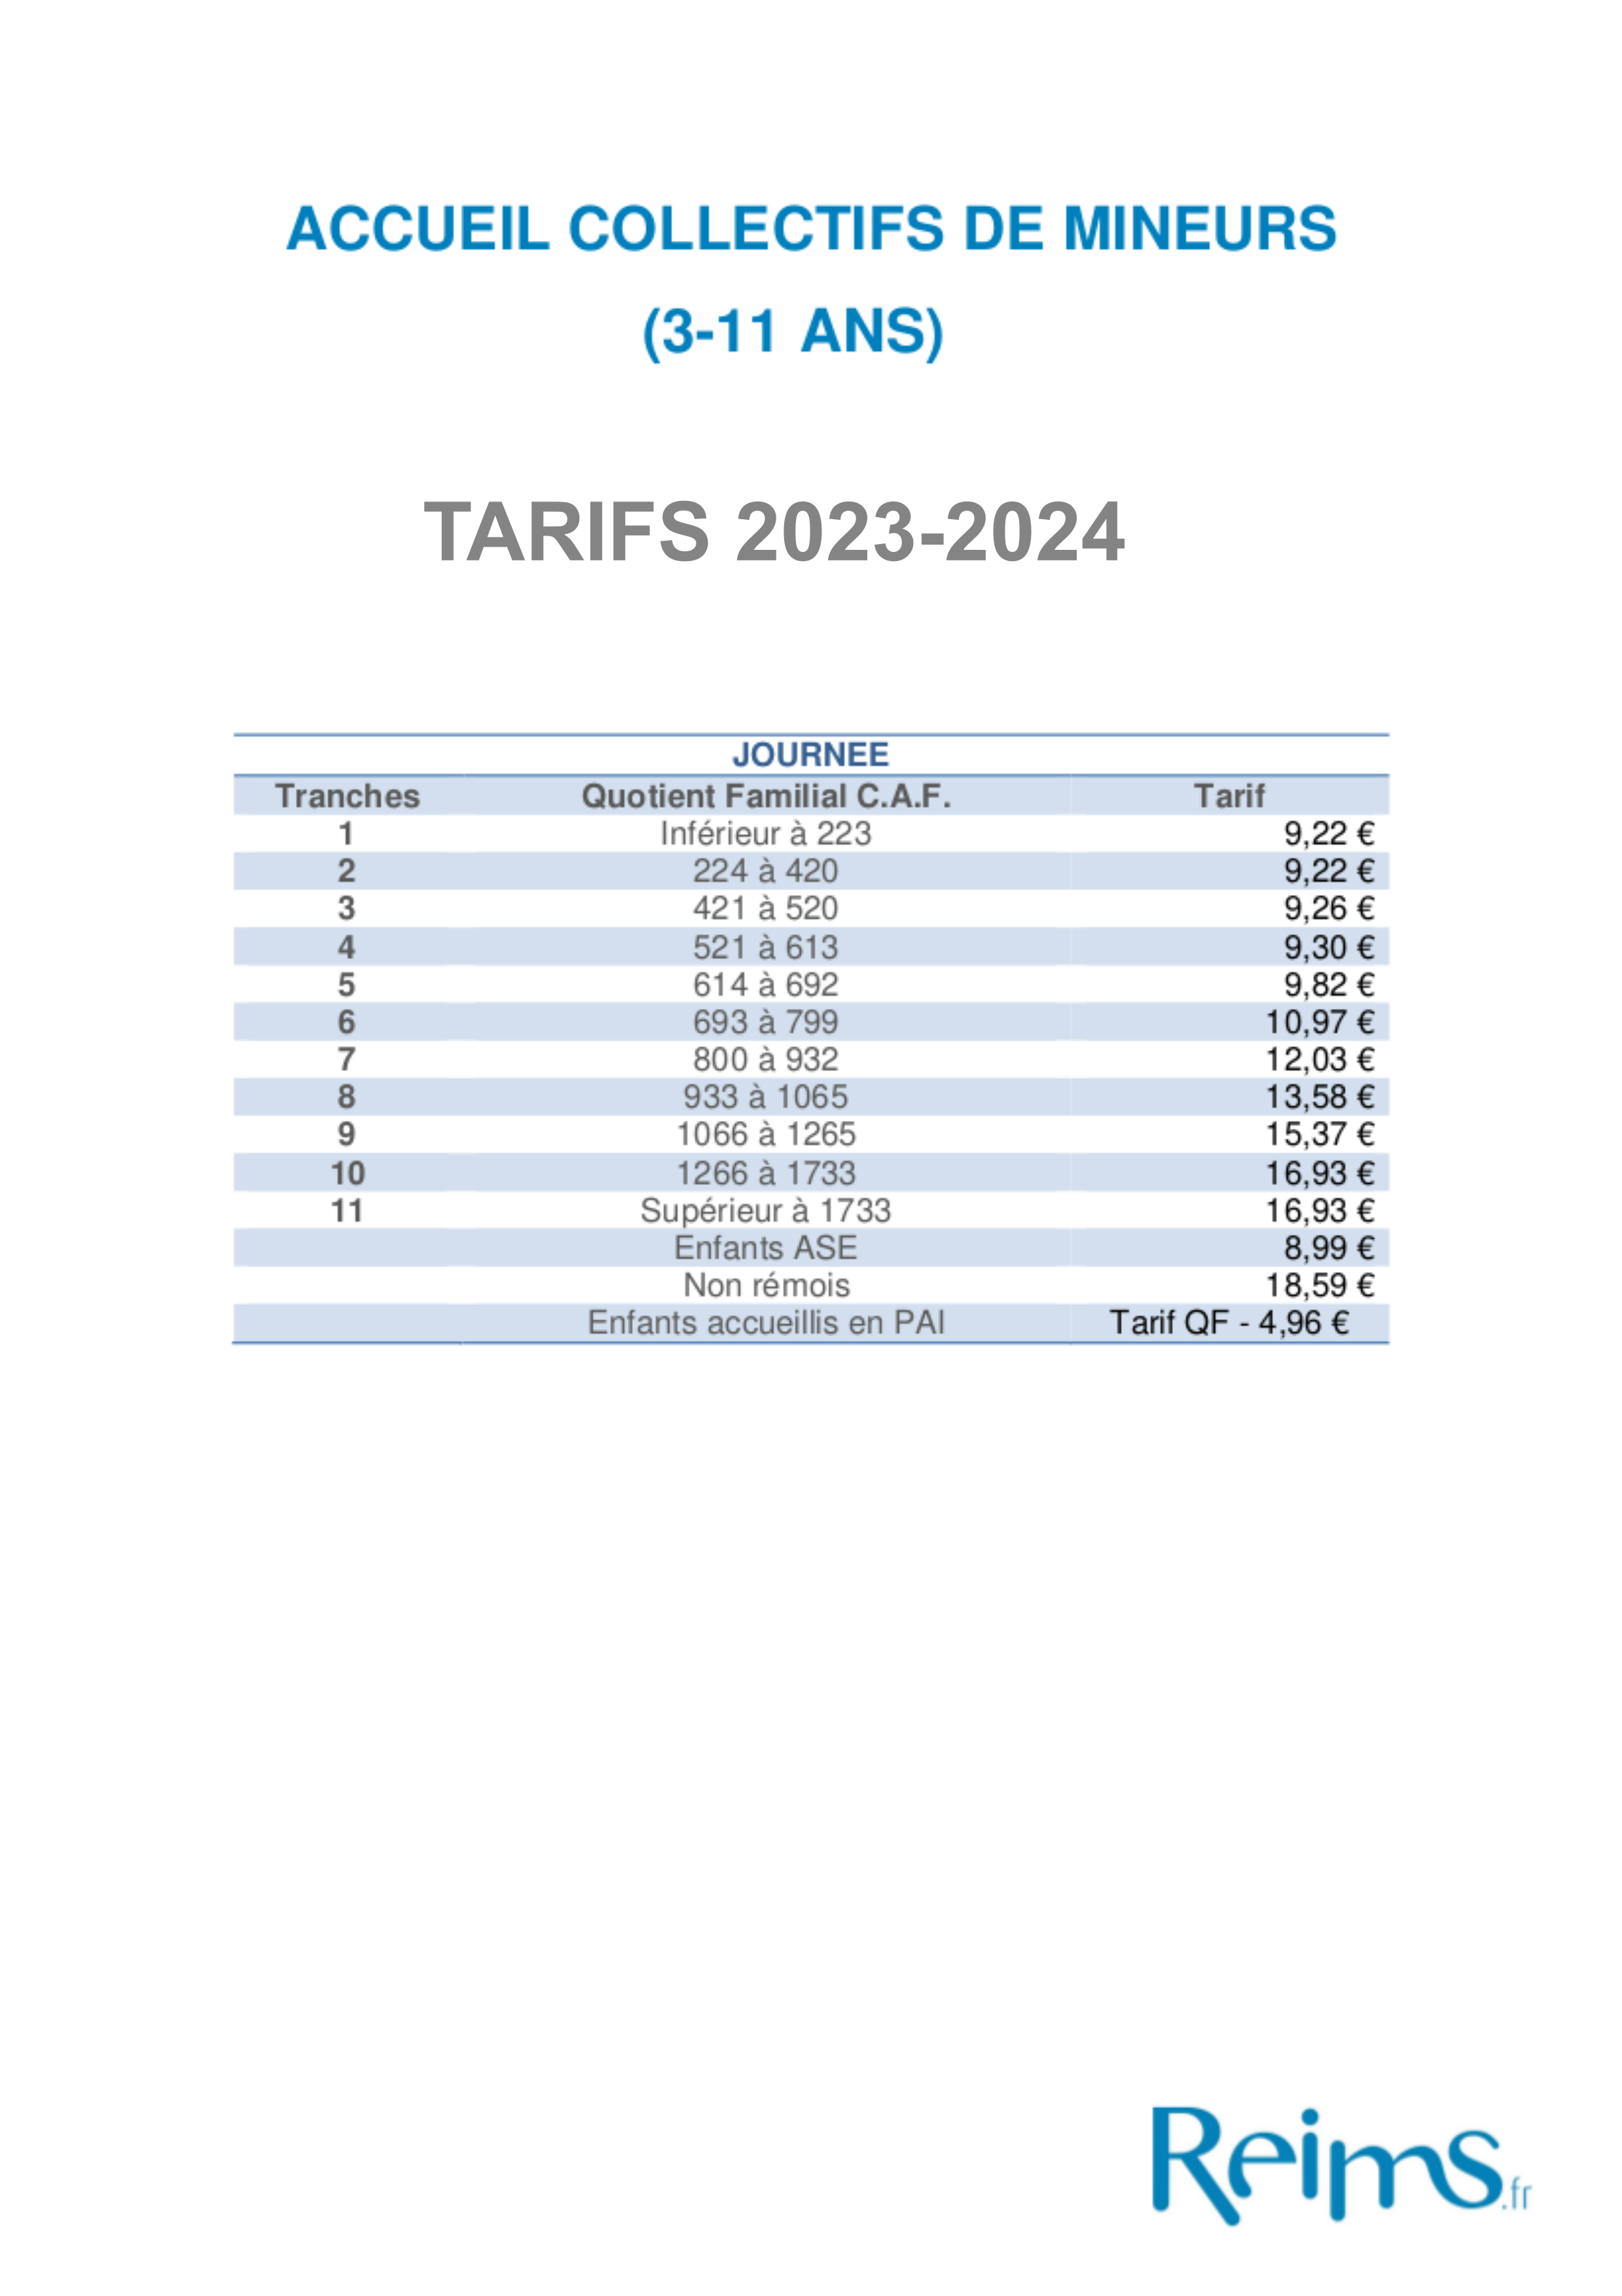 ACCUEIL COLLECTIFS DE MINEURS
(3-11 ANS)
TARIFS 2023-2024
JOURNEE
Tranches Quotient Familial C.A.F. Tarif
1 Inférieur à 223 9,22 €
2 224 à 420 9,22 €
3 421 à 520 9,26 €
4 521 à 613 9,30 €
5 614 à 692 9,82 €
6 693 à 799 10,97 €
7 800 à 932 12,03 €
8 933 à 1065 13,58 €
9 1066 à 1265 15,37 €
10 1266 à 1733 16,93 €
11 Supérieur à 1733 16,93 €
Enfants ASE 8,99 €
Non rémois 18,59 €
Enfants accueillis en PAI Tarif QF - 4,96 €
Reims.fr